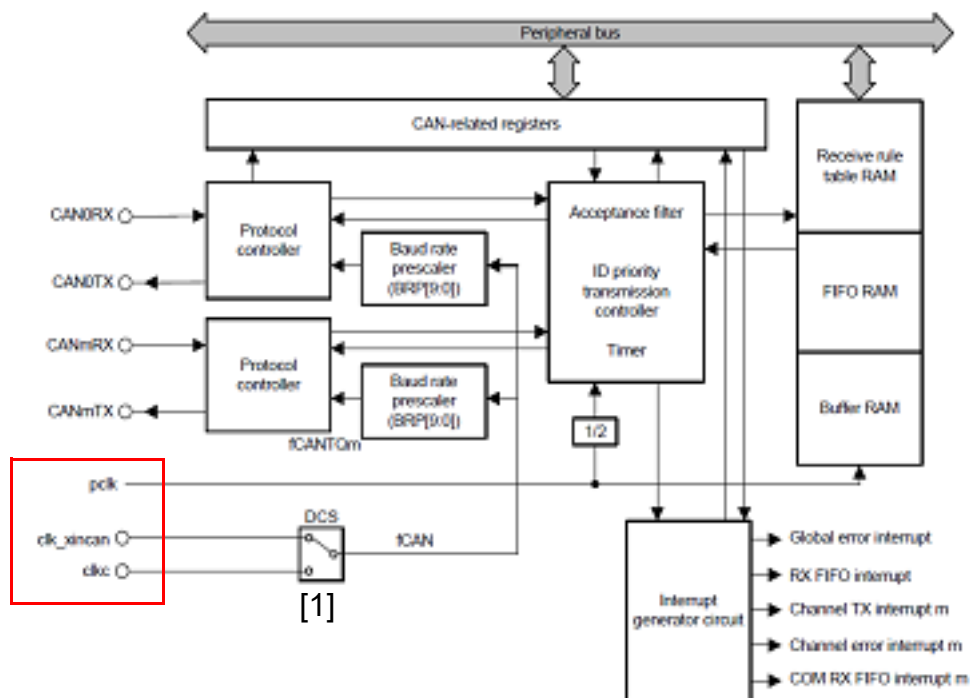 Peripheral bus
CAN-related registers
Receive rule
table RAM
FIFO RAM
Buffer RAM
CAN0RX
CAN0TX
Protocol
controller
Baud rate
prescaler
(BRP[9:0])
Acceptance filter
ID priority
transmission
controller
Timer
CANmRX
CANmTX
Protocol
controller
Baud rate
prescaler
(BRP[9:0])
fCANTQm
1/2
pclk
clk_xincan
clkc
DCS
fCAN
[1]
Interrupt
generator circuit
Global error interrupt
RX FIFO interrupt
Channel TX interrupt m
Channel error interrupt m
COM RX FIFO interrupt m